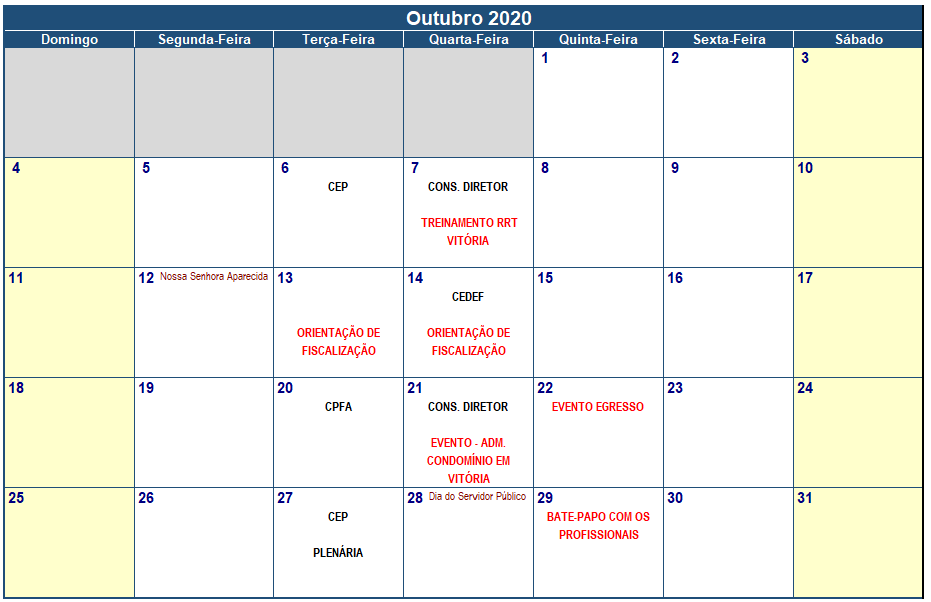 Outubro 2020
Domingo Segunda-Feira Terça-Feira Quarta-Feira Quinta-Feira Sexta-Feira Sábado
1 2 3
4 5 6 7 8 9 10
CEP CONS. DIRETOR
TREINAMENTO RRT
VITÓRIA
11 12 Nossa Senhora Aparecida 13 14 15 16 17
CEDEF
ORIENTAÇÃO DE ORIENTAÇÃO DE
FISCALIZAÇÃO FISCALIZAÇÃO
18 19 20 21 22 23 24
CPFA CONS. DIRETOR EVENTO EGRESSO
EVENTO - ADM.
CONDOMÍNIO EM
VITÓRIA
25 26 27 28 Dia do Servidor Público 29 30 31
CEP BATE-PAPO COM OS
PROFISSIONAIS
PLENÁRIA